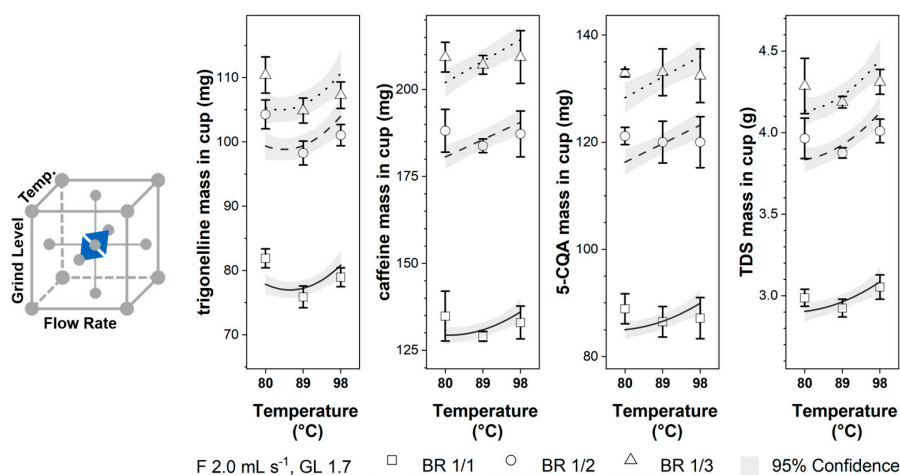 Temp.
Grind Level
Flow Rate
trigonelline mass in cup (mg)
110
100
90
80
70
80 89 98
Temperature
(°C)
caffeine mass in cup (mg)
200
175
150
125
80 89 98
Temperature
(°C)
5-CQA mass in cup (mg)
140
120
100
80
80 89 98
Temperature
(°C)
TDS mass in cup (g)
4.5
4.0
3.5
3.0
2.5
80 89 98
Temperature
(°C)
F 2.0 mL s⁻¹, GL 1.7 BR 1/1 BR 1/2 BR 1/3 95% Confidence